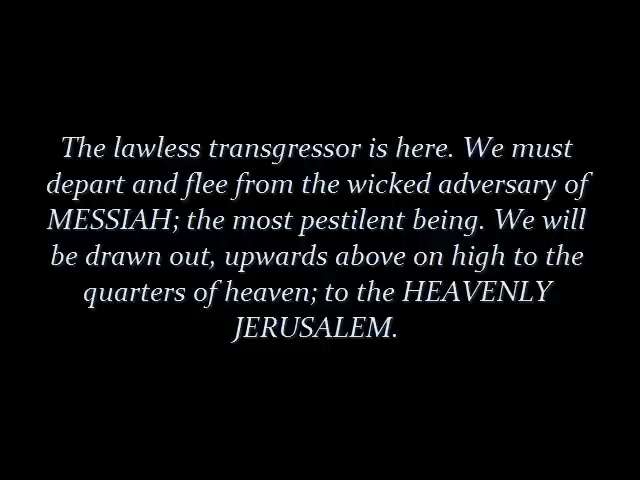 The lawless transgressor is here. We must
depart and flee from the wicked adversary of
MESSIAH; the most pestilent being. We will
be drawn out, upwards above on high to the
quarters of heaven; to the HEAVENLY
JERUSALEM.